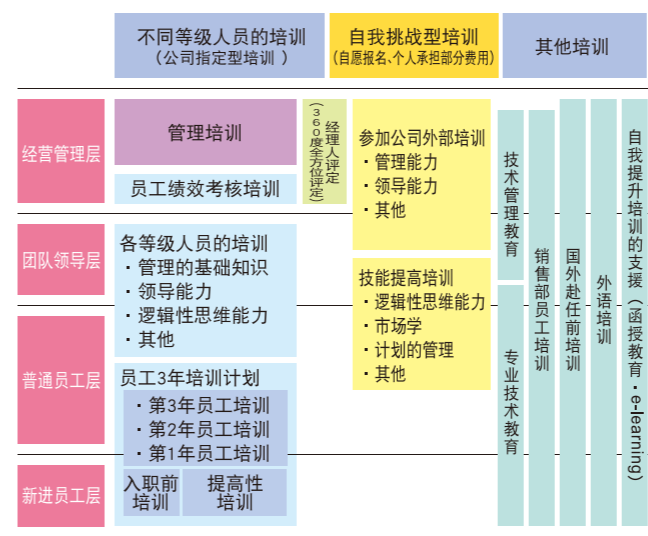 不同等级人员的培训
（公司指定型培训 ）
自我挑战型培训
(自愿报名、个人承担部分费用)
其他培训
经营管理层
团队领导层
普通员工层
新进员工层
管理培训
员工绩效考核培训
经理人评定
(360度全方位评定)
各等级人员的培训
・管理的基础知识
・领导能力
・逻辑性思维能力
・其他
员工3年培训计划
・第3年员工培训
・第2年员工培训
・第1年员工培训
入职前
培训
提高性
培训
参加公司外部培训
・管理能力
・领导能力
・其他
技能提高培训
・逻辑性思维能力
・市场学
・计划的管理
・其他
技术管理教育
专业技术教育
销售部员工培训
国外赴任前培训
外语培训
自我提升培训的支援（函授教育・e-learning)